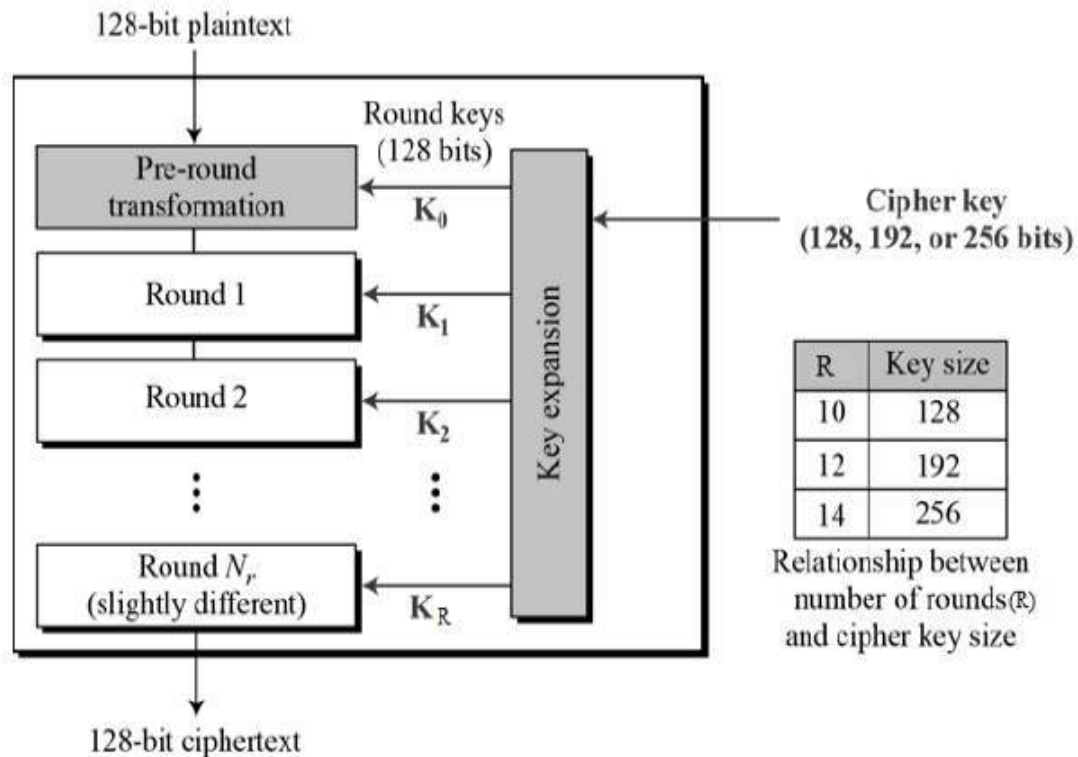 128-bit plaintext
Round keys
(128 bits)
Pre-round
transformation
K0
Cipher key
(128, 192, or 256 bits)
Round 1
K1
Round 2
K2
Key expansion
R Key size
10 128
12 192
14 256
Relationship between
number of rounds(R)
and cipher key size
Round Nr
(slightly different)
KR
128-bit ciphertext